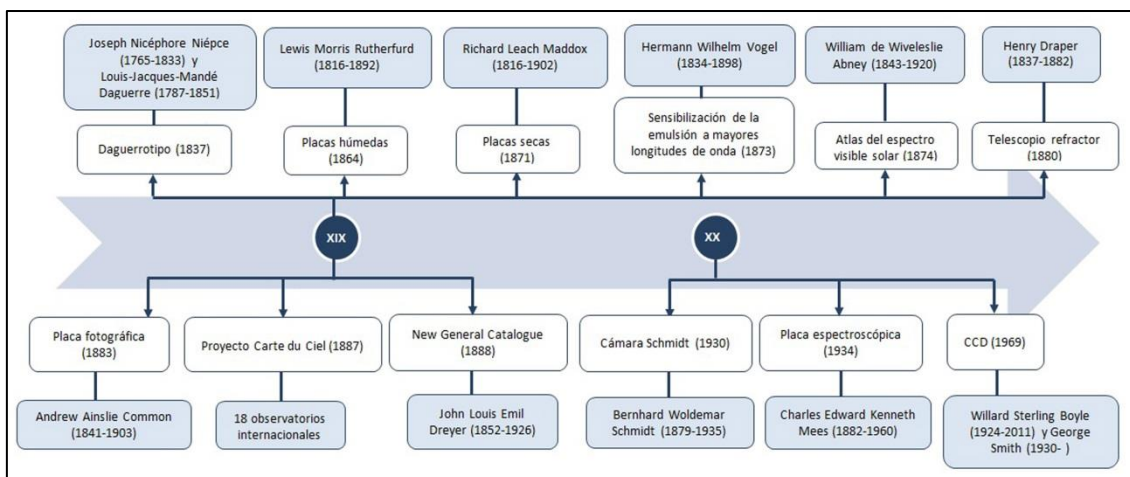 Joseph Nicéphore Niépce
(1765-1833) y
Louis-Jacques-Mandé
Daguerre (1787-1851)
Lewis Morris Rutherfurd
(1816-1892)
Richard Leach Maddox
(1816-1902)
Hermann Wilhelm Vogel
(1834-1898)
William de Wiveleslie
Abney (1843-1920)
Henry Draper
(1837-1882)
Daguerrotipo (1837)
Placas húmedas
(1864)
Placas secas
(1871)
Sensibilización de la
emulsión a mayores
longitudes de onda (1873)
Atlas del espectro
visible solar (1874)
Telescopio refractor
(1880)
XIX
XX
Placa fotográfica
(1883)
Proyecto Carte du Ciel (1887)
New General Catalogue
(1888)
Cámara Schmidt (1930)
Placa espectroscópica
(1934)
CCD (1969)
Andrew Ainslie Common
(1841-1903)
18 observatorios
internacionales
John Louis Emil
Dreyer (1852-1926)
Bernhard Woldemar
Schmidt (1879-1935)
Charles Edward Kenneth
Mees (1882-1960)
Willard Sterling Boyle
(1924-2011) y George
Smith (1930- )